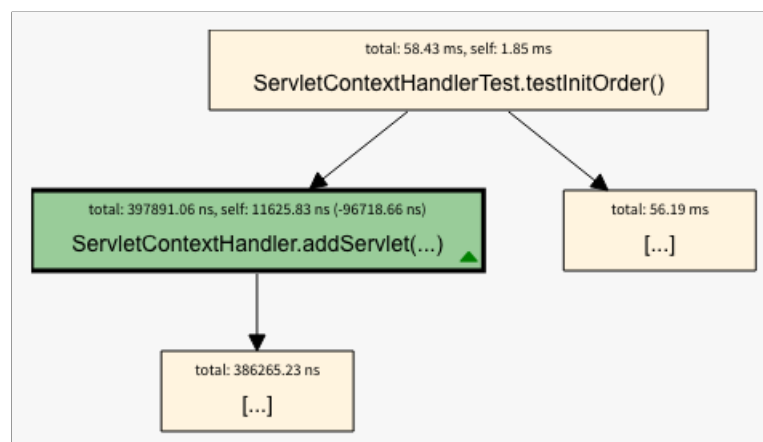 total: 58.43 ms, self: 1.85 ms
ServletContextHandlerTest.testInitOrder()
total: 397891.06 ns, self: 11625.83 ns (-96718.66 ns)
ServletContextHandler.addServlet(...)
total: 56.19 ms
[...]
total: 386265.23 ns
[...]